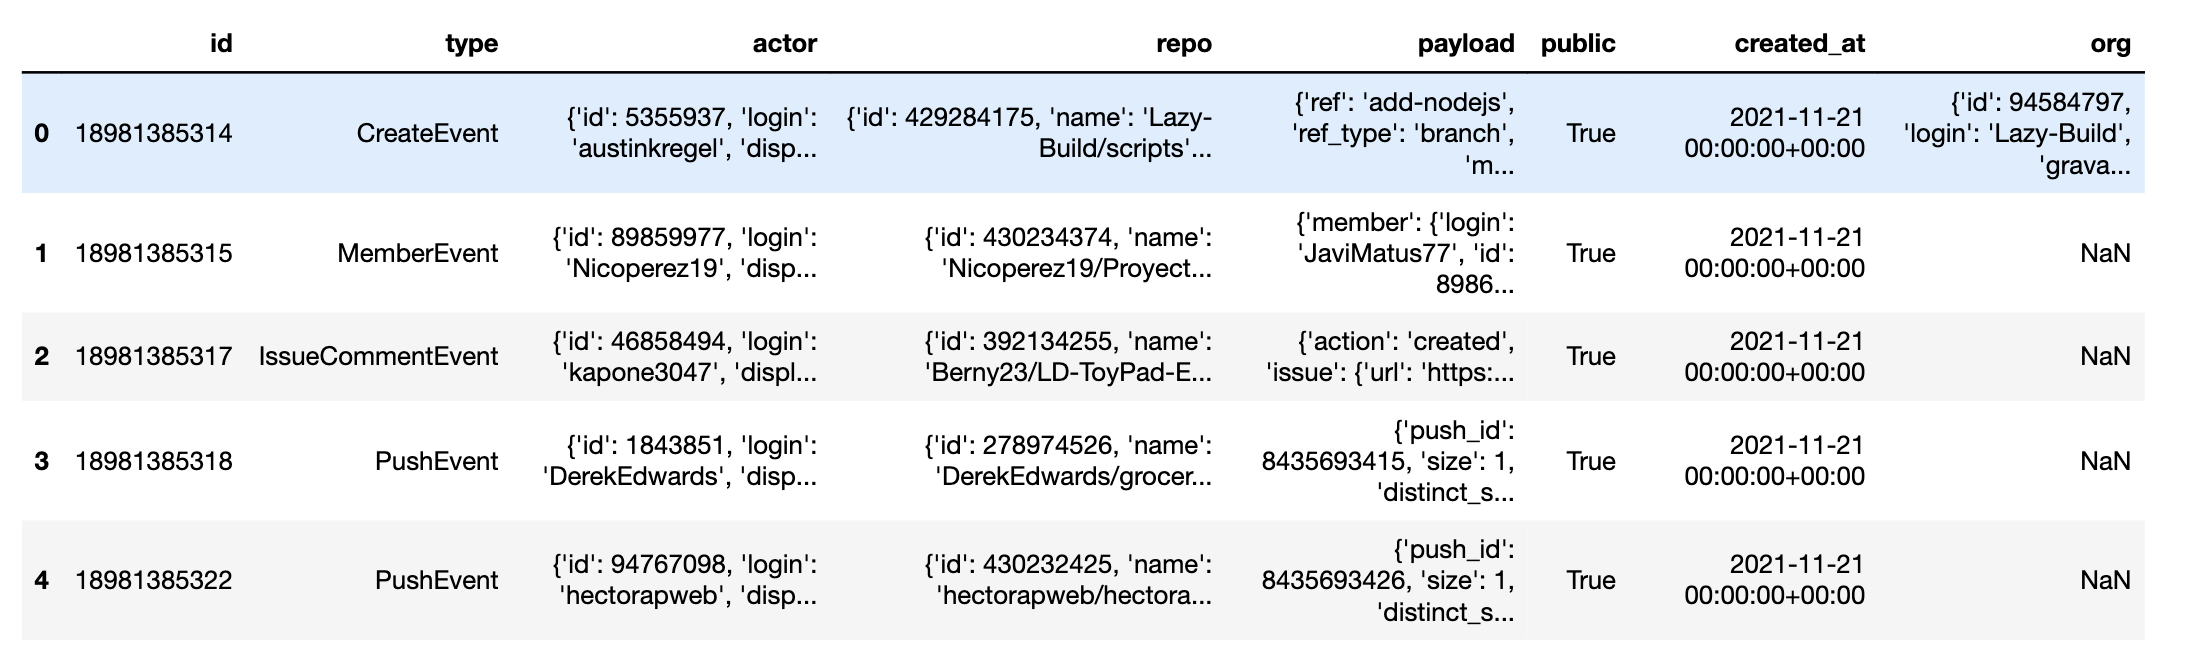 id type actor repo payload public created_at org
0 18981385314 CreateEvent {'id': 5355937, 'login': 'austinkregel', 'disp... {'id': 429284175, 'name': 'Lazy-Build/scripts'... {'ref': 'add-nodejs', 'ref_type': 'branch', 'm... True 2021-11-21 00:00:00+00:00 {'id': 94584797, 'login': 'Lazy-Build', 'grava...
1 18981385315 MemberEvent {'id': 89859977, 'login': 'Nicoperez19', 'disp... {'id': 430234374, 'name': 'Nicoperez19/Proyect... {'member': {'login': 'JaviMatus77', 'id': 8986... True 2021-11-21 00:00:00+00:00 NaN
2 18981385317 IssueCommentEvent {'id': 46858494, 'login': 'kapone3047', 'displ... {'id': 392134255, 'name': 'Berny23/LD-ToyPad-E... {'action': 'created', 'issue': {'url': 'https:... True 2021-11-21 00:00:00+00:00 NaN
3 18981385318 PushEvent {'id': 1843851, 'login': 'DerekEdwards', 'disp... {'id': 278974526, 'name': 'DerekEdwards/grocer... {'push_id': 8435693415, 'size': 1, 'distinct_s... True 2021-11-21 00:00:00+00:00 NaN
4 18981385322 PushEvent {'id': 94767098, 'login': 'hectorapweb', 'disp... {'id': 430232425, 'name': 'hectorapweb/hectora... {'push_id': 8435693426, 'size': 1, 'distinct_s... True 2021-11-21 00:00:00+00:00 NaN